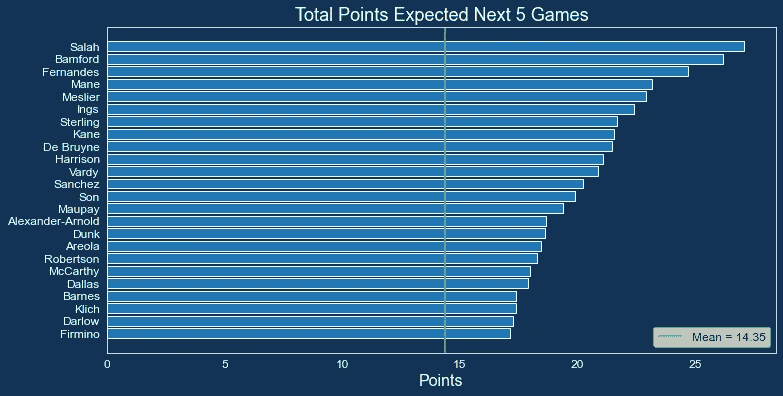 Total Points Expected Next 5 Games
Salah
Bamford
Fernandes
Mane
Meslier
Ings
Sterling
Kane
De Bruyne
Harrison
Vardy
Sanchez
Son
Maupay
Alexander-Arnold
Dunk
Areola
Robertson
McCarthy
Dallas
Barnes
Klich
Darlow
Firmino
Mean = 14.35
0 5 10 15 20 25
Points